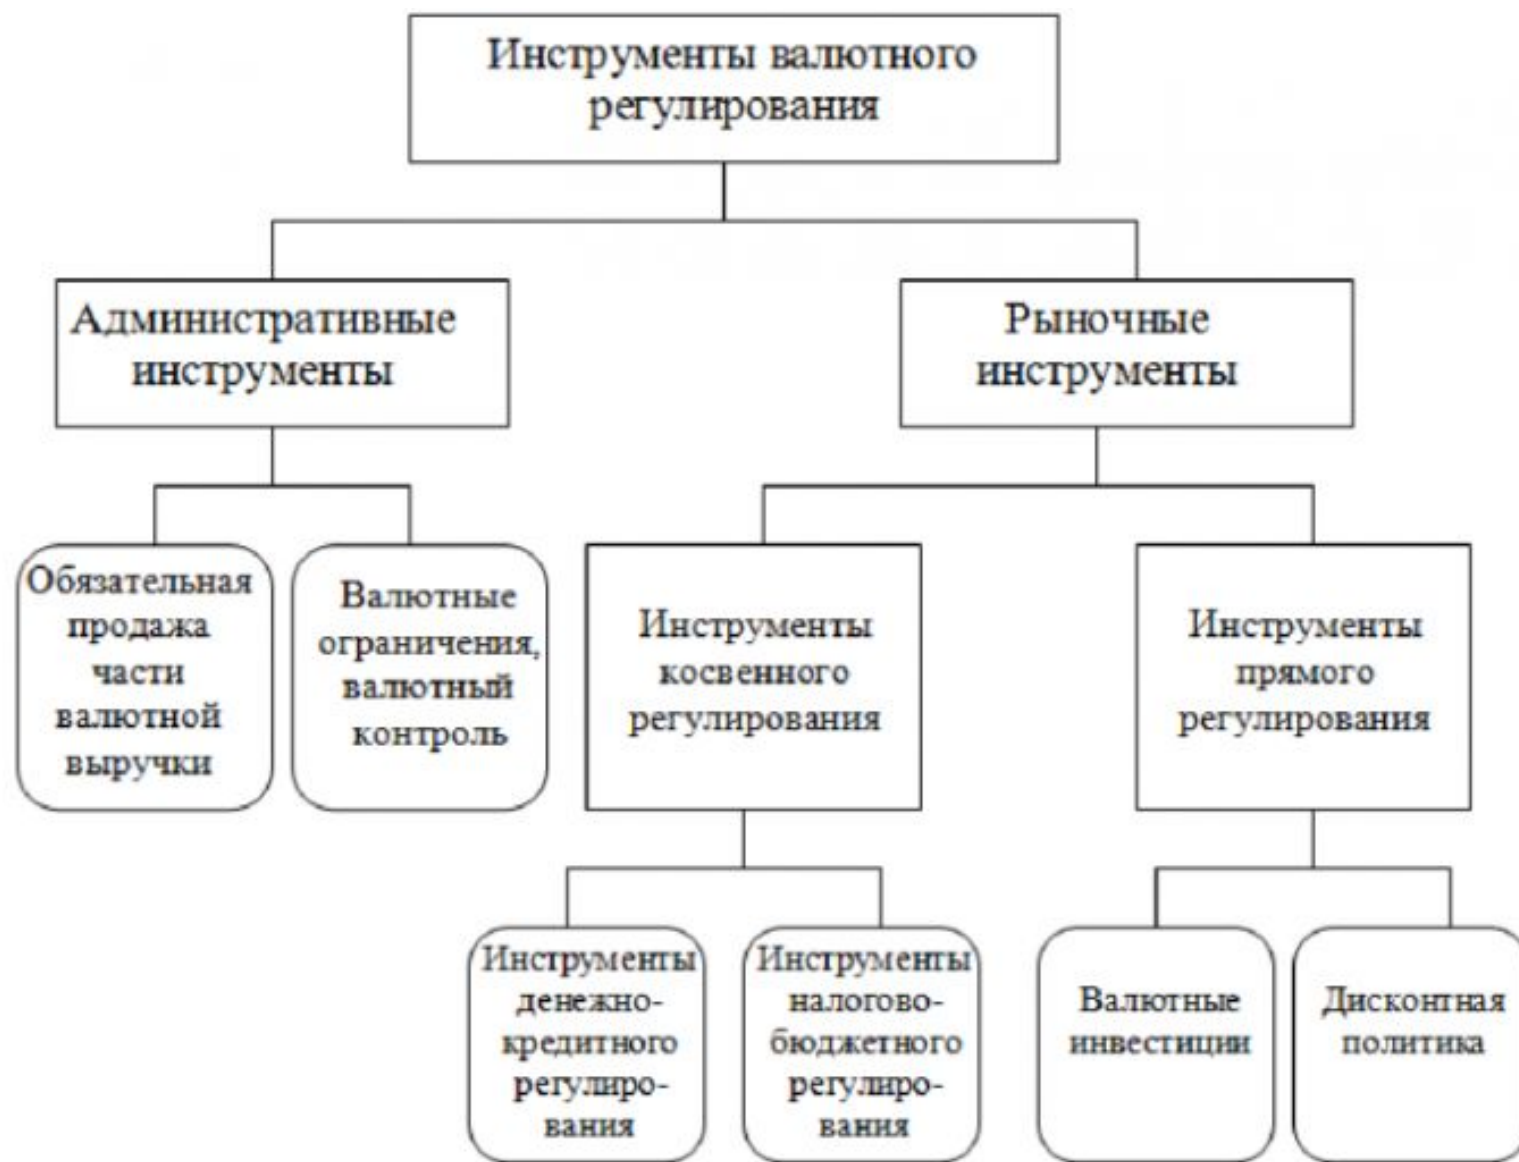 Инструменты валютного
регулирования
Административные
инструменты
Рыночные
инструменты
Обязательная
продажа
части
валютной
выручки
Валютные
ограничения,
валютный
контроль
Инструменты
косвенного
регулирования
Инструменты
прямого
регулирования
Инструменты
денежно-
кредитного
регулиро-
вания
Инструменты
налогово-
бюджетного
регулиро-
вания
Валютные
инвестиции
Дисконтная
политика